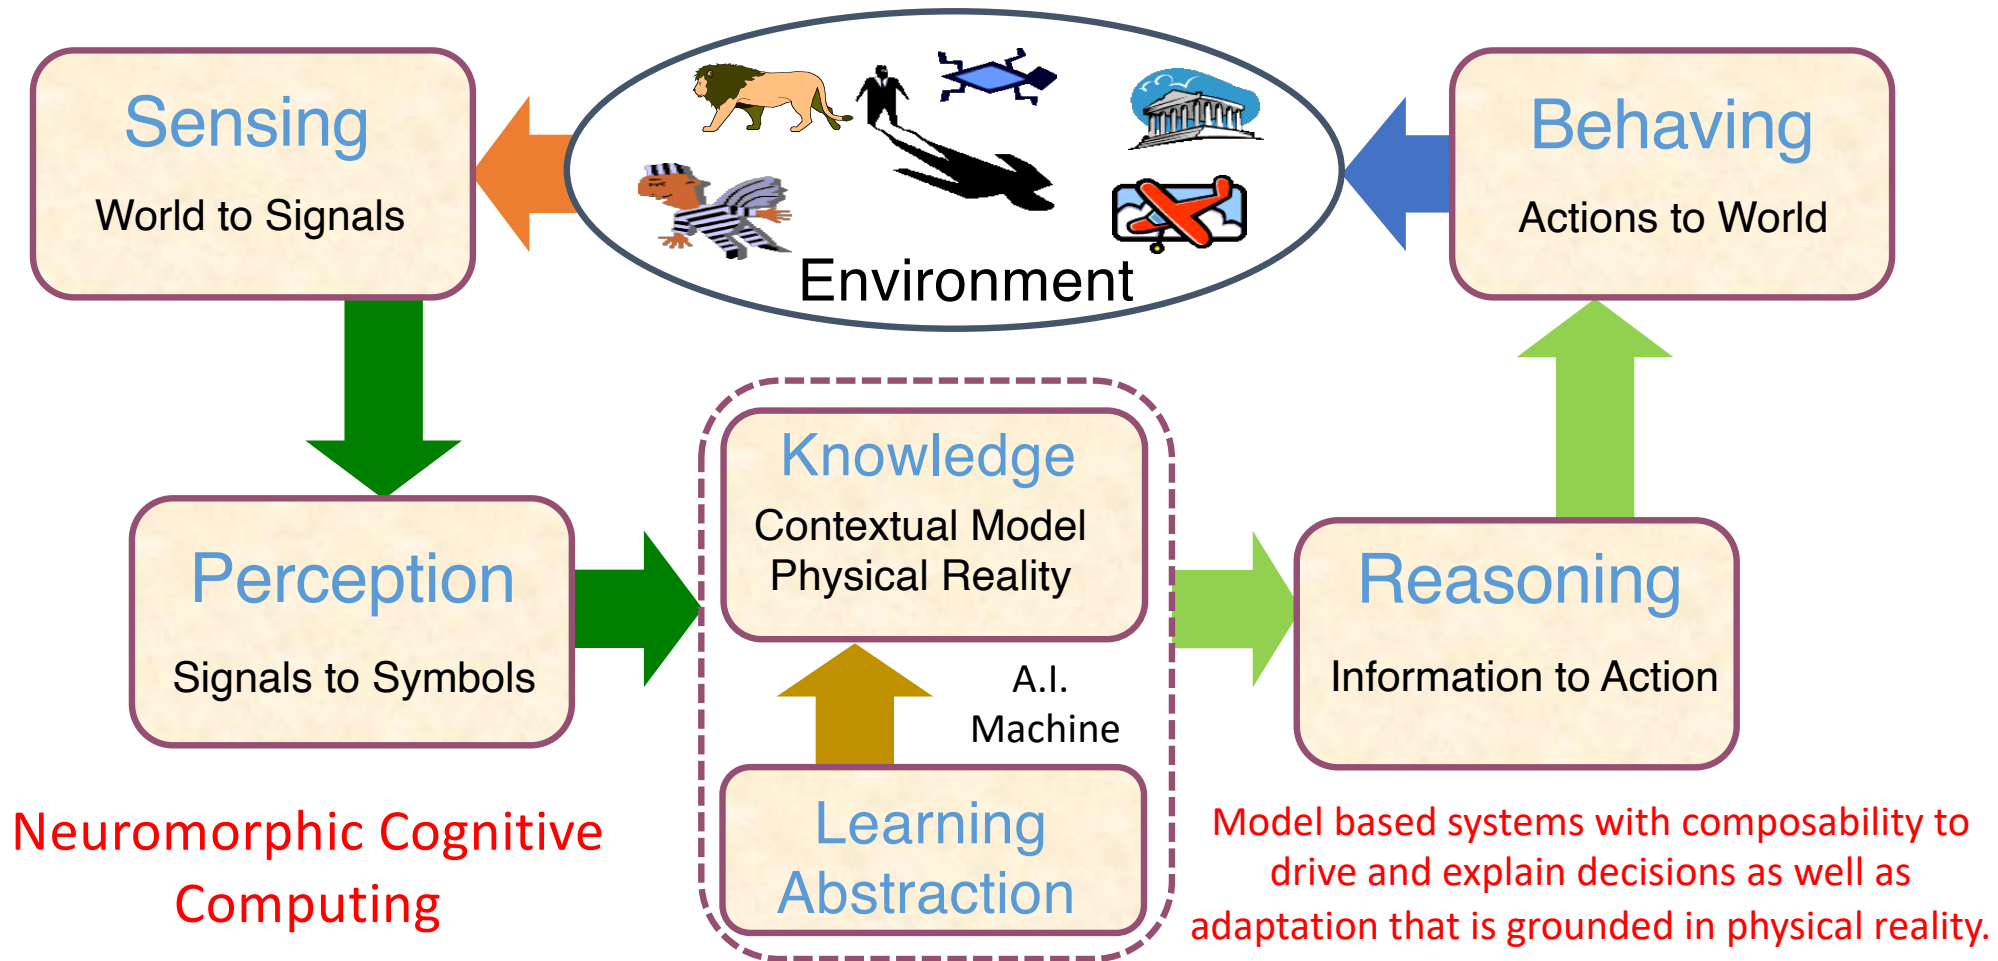 Sensing
World to Signals
Environment
Behaving
Actions to World
Perception
Signals to Symbols
Knowledge
Contextual Model
Physical Reality
A.I.
Machine
Learning
Abstraction
Reasoning
Information to Action
Neuromorphic Cognitive
Computing
Model based systems with composability to
drive and explain decisions as well as
adaptation that is grounded in physical reality.